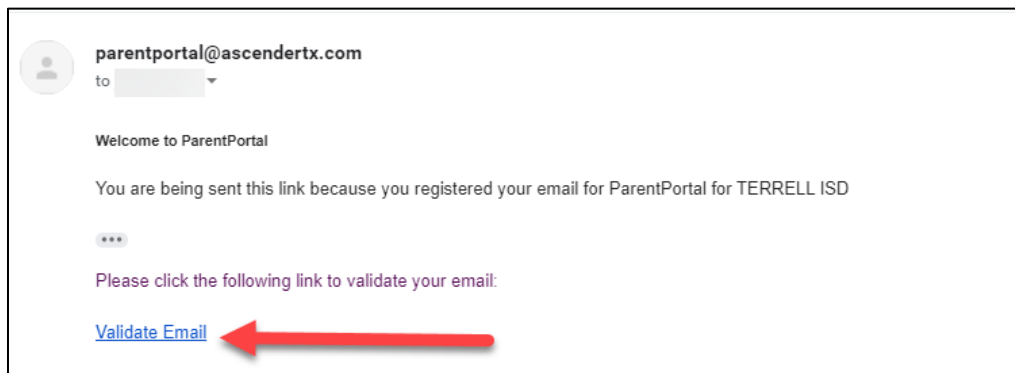 parentportal@ascendertx.com
to
Welcome to ParentPortal
You are being sent this link because you registered your email for ParentPortal for TERRELL ISD
Please click the following link to validate your email:
Validate Email